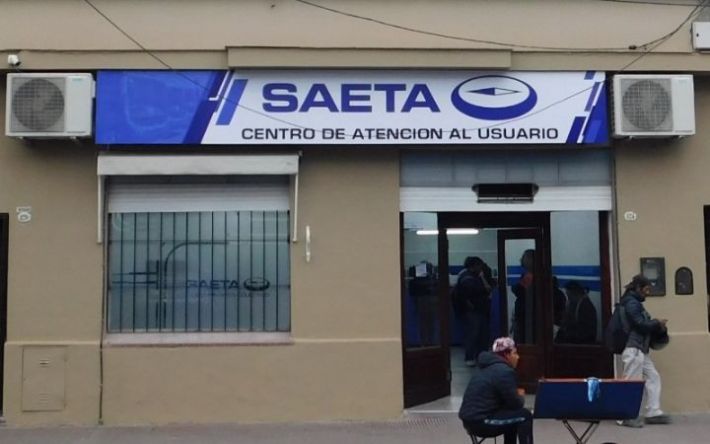 SAETA
CENTRO DE ATENCION AL USUARIO
SAETA